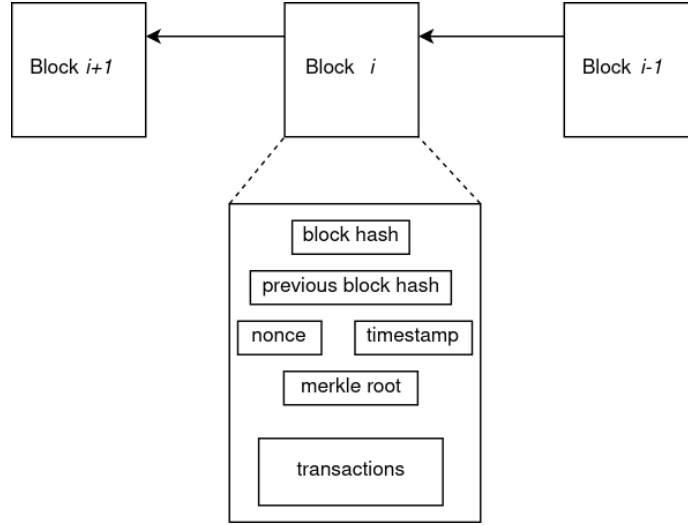 Block i+1
Block i
Block i-1
block hash
previous block hash
nonce
timestamp
merkle root
transactions